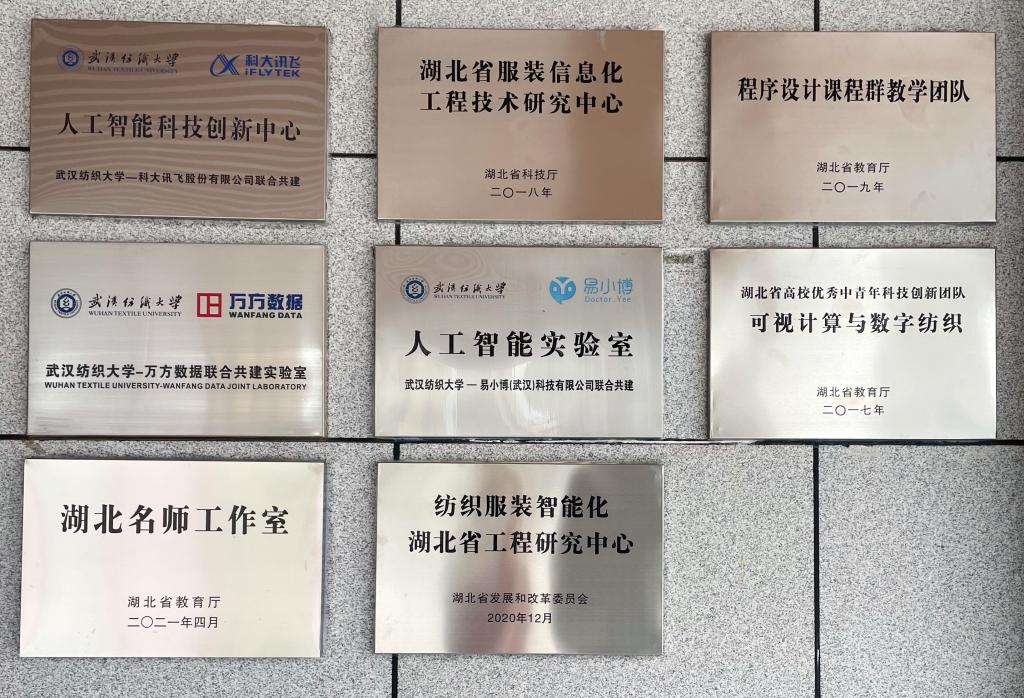 武汉纺织大学
WUHAN TEXTILE UNIVERSITY
科大讯飞
iFLYTEK
人工智能科技创新中心
武汉纺织大学—科大讯飞股份有限公司联合共建
湖北省服装信息化
工程技术研究中心
湖北省科技厅
二〇一八年
程序设计课程群教学团队
湖北省教育厅
二〇一九年
武汉纺织大学
WUHAN TEXTILE UNIVERSITY
万方数据
WANFANG DATA
武汉纺织大学-万方数据联合共建实验室
WUHAN TEXTILE UNIVERSITY-WANFANG DATA JOINT LABORATORY
武汉纺织大学
WUHAN TEXTILE UNIVERSITY
易小博
Doctor.Yee
人工智能实验室
武汉纺织大学 — 易小博(武汉)科技有限公司联合共建
湖北省高校优秀中青年科技创新团队
可视计算与数字纺织
湖北省教育厅
二〇一七年
湖北名师工作室
湖北省教育厅
二〇二一年四月
纺织服装智能化
湖北省工程研究中心
湖北省发展和改革委员会
2020年12月